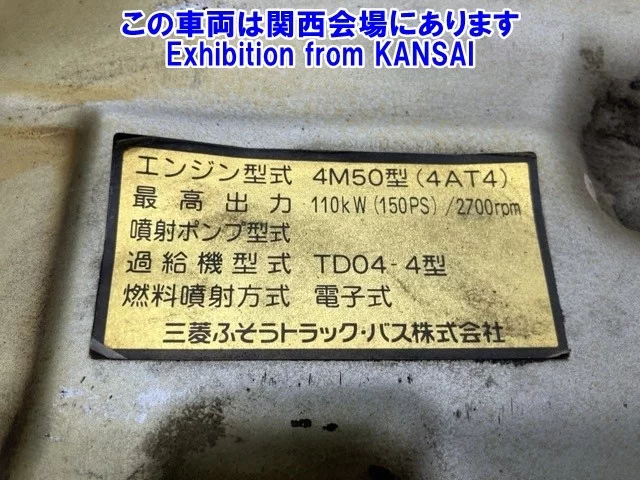 この車両は関西会場にあります
Exhibition from KANSAI
エンジン型式 4M50型(4AT4)
最高出力 110kW(150PS)/2700rpm
噴射ポンプ型式
過給機型式 TD04-4型
燃料噴射方式 電子式
三菱ふそうトラック・バス株式会社